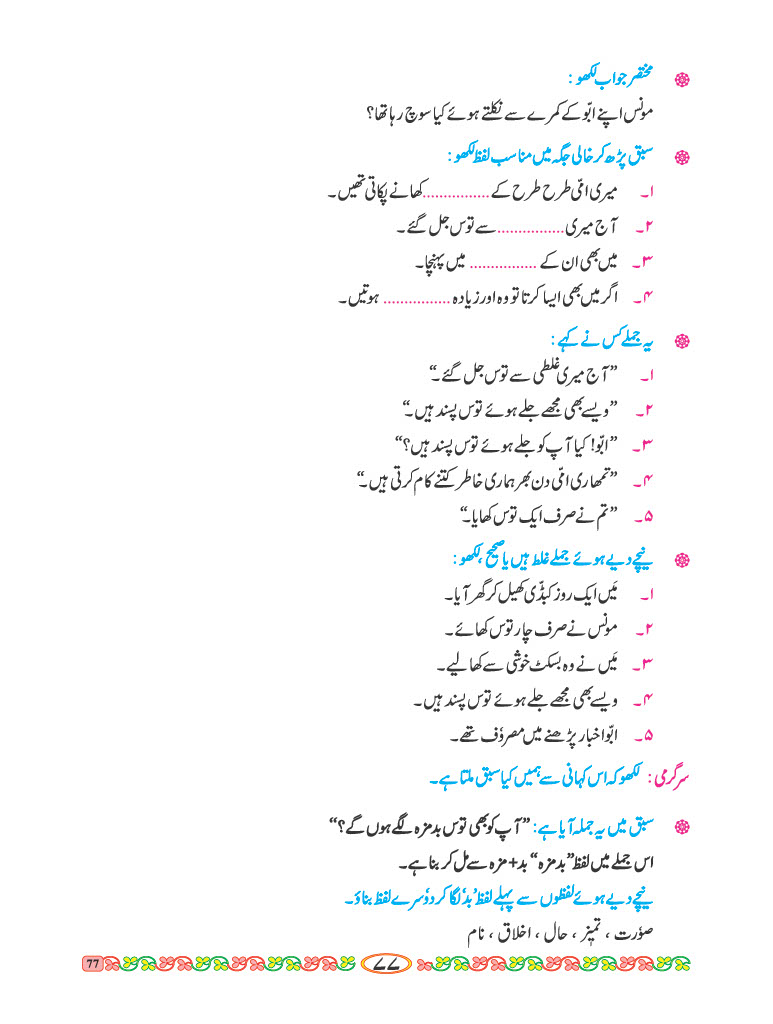 مختصر جواب لکھو :
مونس اپنے ابّو کے کمرے سے نکلتے ہوئے کیا سوچ رہا تھا؟
سبق پڑھ کر خالی جگہ میں مناسب لفظ لکھو :
۱۔ میری امّی طرح طرح کے ................ کھانے پکاتی تھیں۔
۲۔ آج میری ................ سے توس جل گئے۔
۳۔ میں بھی ان کے ................ میں پہنچا۔
۴۔ اگر میں بھی ایسا کرتا تو وہ اور زیادہ ................ ہوتیں۔
یہ جملے کس نے کہے :
۱۔ ”آج میری غلطی سے توس جل گئے۔“
۲۔ ”ویسے بھی مجھے جلے ہوئے توس پسند ہیں۔“
۳۔ ”ابّو! کیا آپ کو جلے ہوئے توس پسند ہیں؟“
۴۔ ”تمھاری امّی دن بھر ہماری خاطر کتنے کام کرتی ہیں۔“
۵۔ ”تم نے صرف ایک توس کھایا۔“
نیچے دیے ہوئے جملے غلط ہیں یا صحیح، لکھو :
۱۔ مَیں ایک روز کبڈّی کھیل کر گھر آیا۔
۲۔ مونس نے صرف چار توس کھائے۔
۳۔ مَیں نے وہ بسکٹ خوشی سے کھا لیے۔
۴۔ ویسے بھی مجھے جلے ہوئے توس پسند ہیں۔
۵۔ ابّو اخبار پڑھنے میں مصروٗف تھے۔
سرگرمی : لکھو کہ اس کہانی سے ہمیں کیا سبق ملتا ہے۔
سبق میں یہ جملہ آیا ہے: ”آپ کو بھی توس بدمزہ لگے ہوں گے؟“
اس جملے میں لفظ ”بدمزہ“ بد + مزہ سے مل کر بنا ہے۔
نیچے دیے ہوئے لفظوں سے پہلے لفظ ’بد‘ لگا کر دوٗسرے لفظ بناؤ۔
صوٗرت ، تمیٖز ، حال ، اخلاق ، نام
77 ۷۷